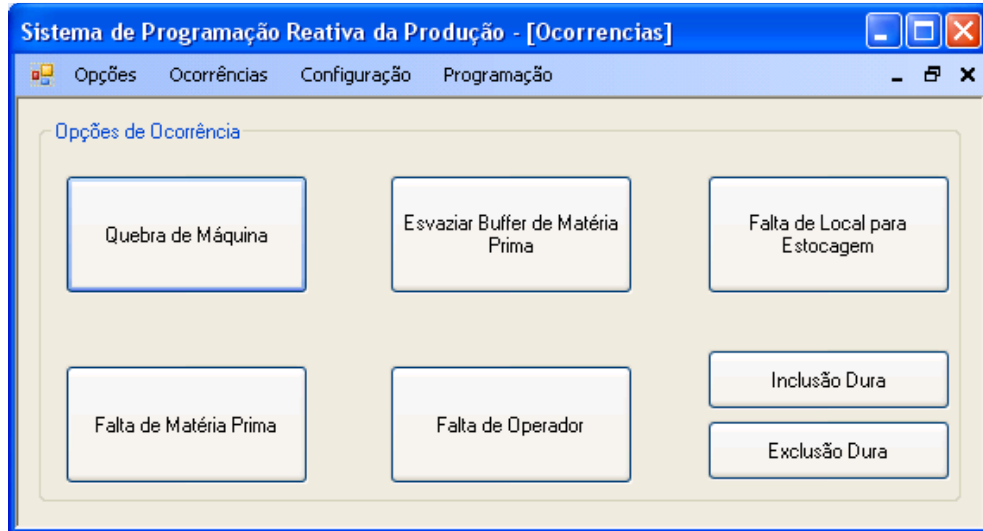 Sistema de Programação Reativa da Produção - [Ocorrencias]
Opções Ocorrências Configuração Programação
Opções de Ocorrência
Quebra de Máquina
Esvaziar Buffer de Matéria
Prima
Falta de Local para
Estocagem
Falta de Matéria Prima
Falta de Operador
Inclusão Dura
Exclusão Dura